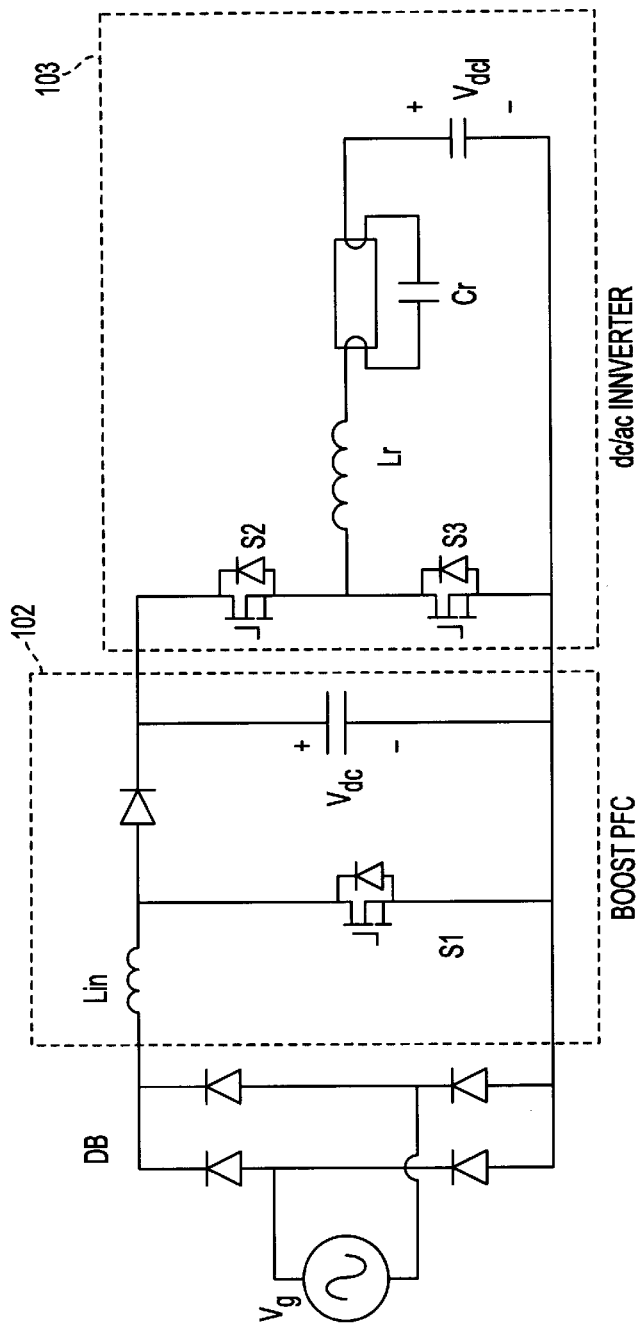 103
102
DB
Lin
S1
+
Vdc
-
S2
S3
Lr
Cr
+
Vdcl
-
Vg
BOOST PFC
dc/ac INNVERTER